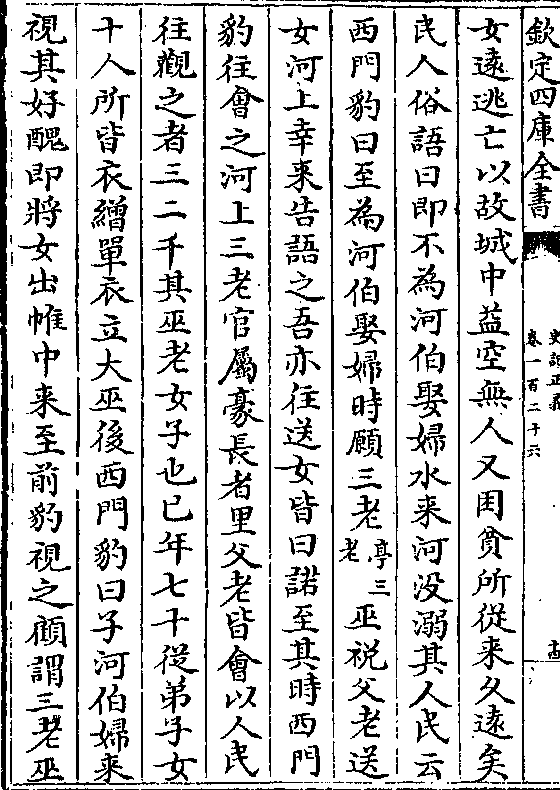 欽定四庫全書
史記正義
卷一百二十六
女遠逃亡以故城中益空無人又困貧所從来久遠矣
民人俗語曰即不為河伯娶婦水来河没溺其人民云
西門豹曰至為河伯娶婦時願三老亭三老巫祝父老送
女河上幸来告語之吾亦往送女皆曰諾至其時西門
豹往會之河上三老官屬豪長者里父老皆會以人民
往觀之者三二千其巫老女子也已年七十從弟子女
十人所皆衣繒單衣立大巫後西門豹曰子河伯婦来
視其好醜即將女出帷中来至前豹視之顧謂三老巫